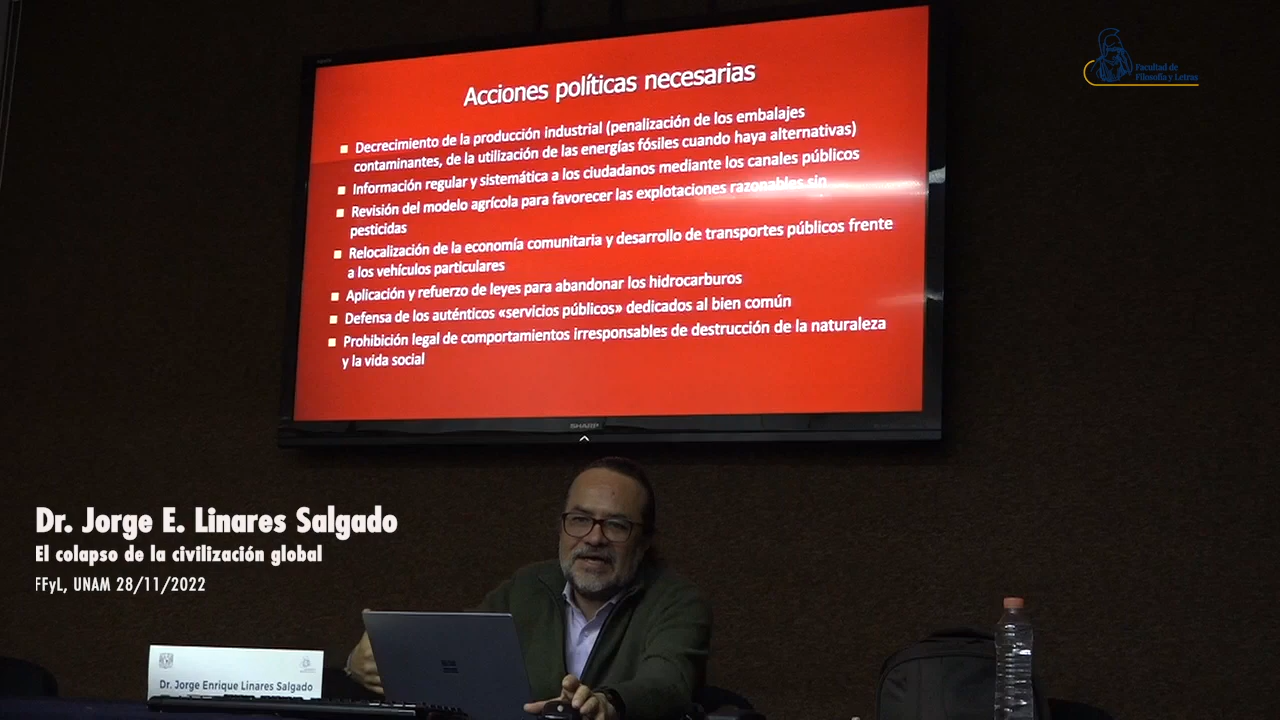 SHARP
Acciones políticas necesarias
Decrecimiento de la producción industrial (penalización de los embalajes
contaminantes, de la utilización de las energías fósiles cuando haya alternativas)
Información regular y sistemática a los ciudadanos mediante los canales públicos
Revisión del modelo agrícola para favorecer las explotaciones razonables sin
pesticidas
Relocalización de la economía comunitaria y desarrollo de transportes públicos frente
a los vehículos particulares
Aplicación y refuerzo de leyes para abandonar los hidrocarburos
Defensa de los auténticos «servicios públicos» dedicados al bien común
Prohibición legal de comportamientos irresponsables de destrucción de la naturaleza
y la vida social
SHARP
Facultad de
Filosofía y Letras
Dr. Jorge E. Linares Salgado
El colapso de la civilización global
FFyL, UNAM 28/11/2022
Dr. Jorge Enrique Linares Salgado